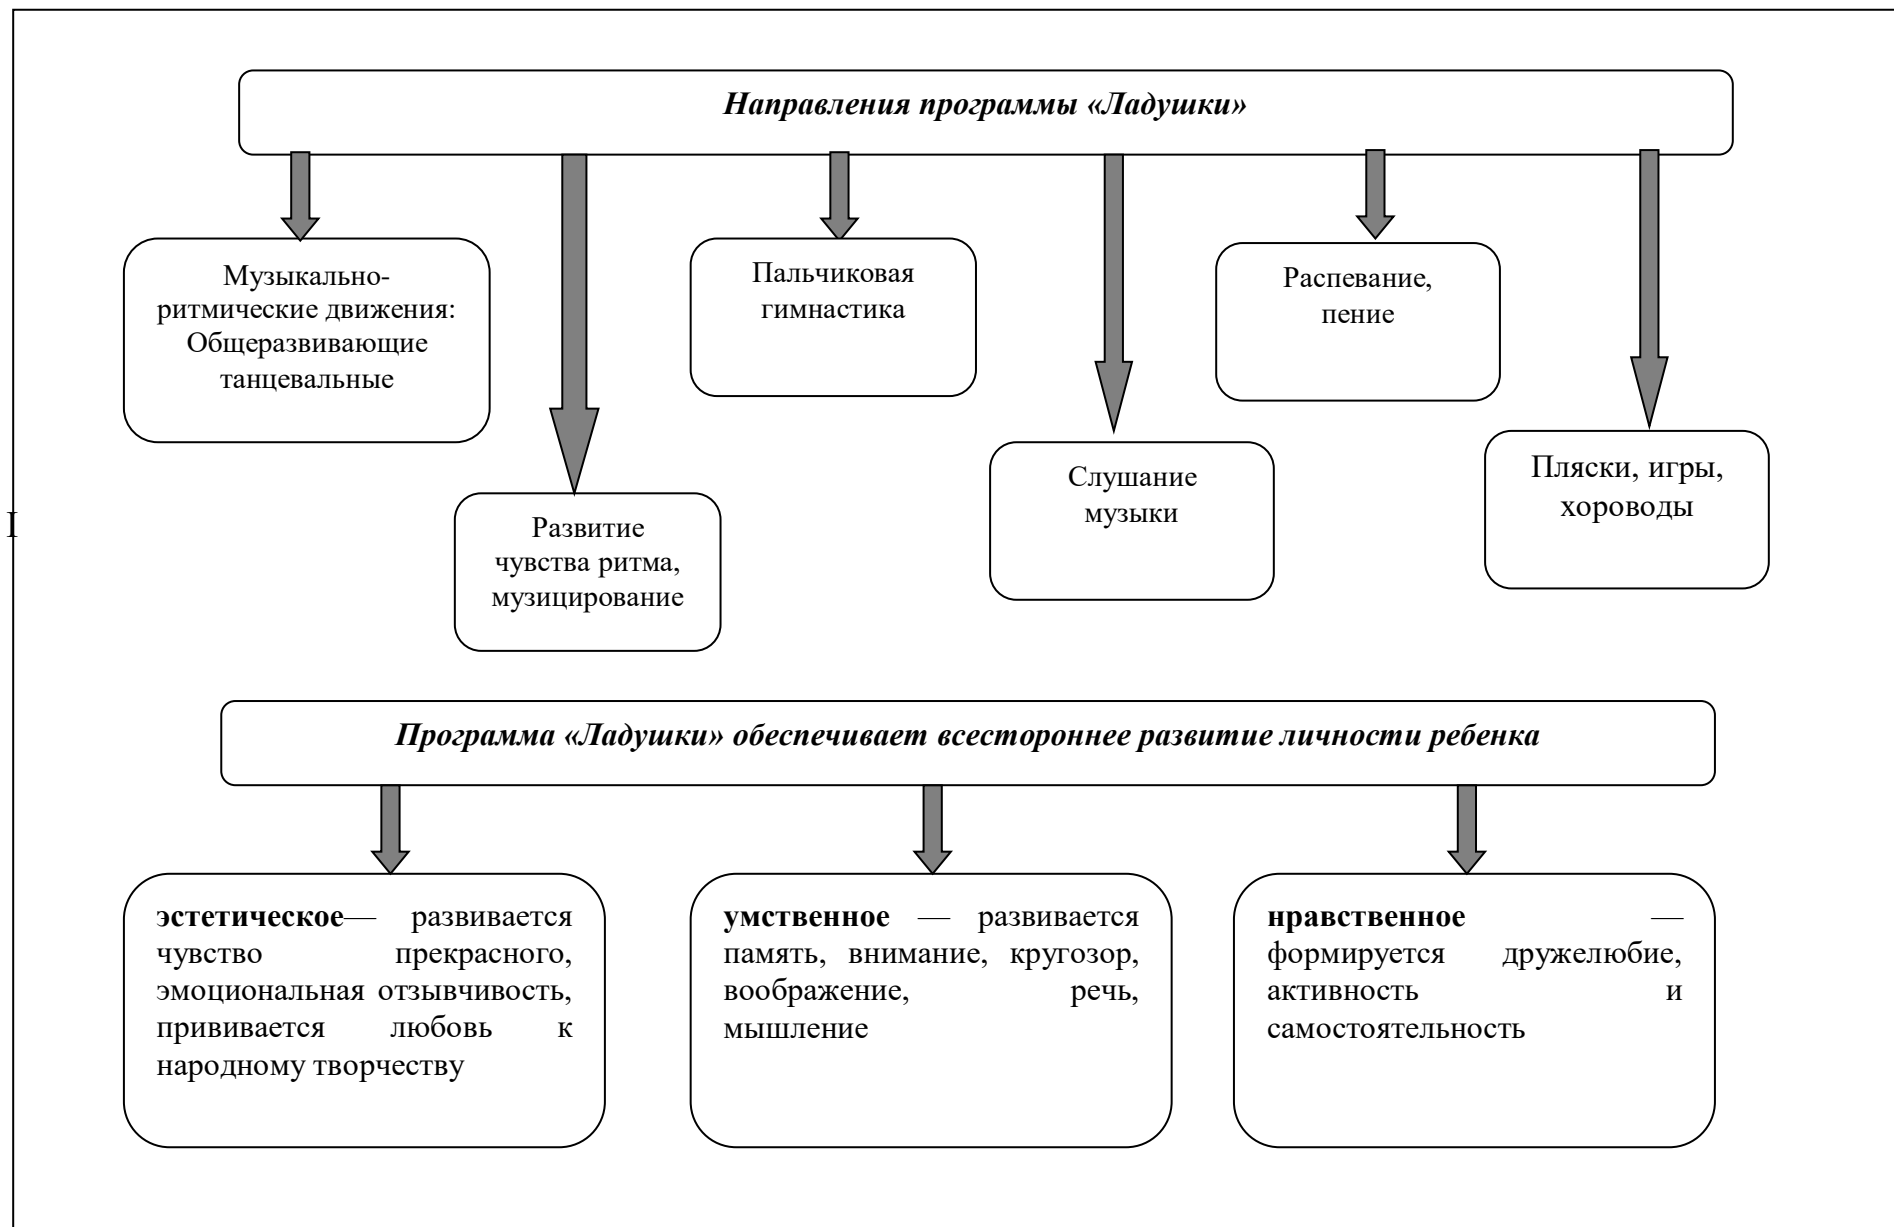 Направления программы «Ладушки»
Музыкально-
ритмические движения:
Общеразвивающие
танцевальные
Развитие
чувства ритма,
музицирование
Пальчиковая
гимнастика
Слушание
музыки
Распевание,
пение
Пляски, игры,
хороводы
I
Программа «Ладушки» обеспечивает всестороннее развитие личности ребенка
эстетическое— развивается
чувство прекрасного,
эмоциональная отзывчивость,
прививается любовь к
народному творчеству
умственное — развивается
память, внимание, кругозор,
воображение, речь,
мышление
нравственное —
формируется дружелюбие,
активность и
самостоятельность